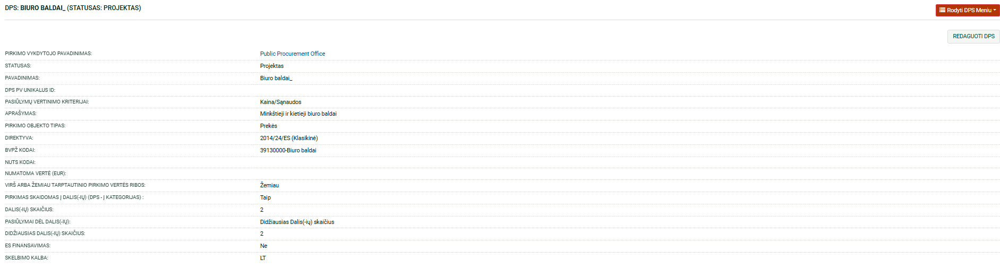 DPS: BIURO BALDAI_ (STATUSAS: PROJEKTAS)
Rodyti DPS Meniu
REDAGUOTI DPS
PIRKIMO VYKDYTOJO PAVADINIMAS: Public Procurement Office
STATUSAS: Projektas
PAVADINIMAS: Biuro baldai_
DPS PV UNIKALUS ID:
PASIŪLYMŲ VERTINIMO KRITERIJAI: Kaina/Sąnaudos
APRAŠYMAS: Minkštieji ir kietieji biuro baldai
PIRKIMO OBJEKTO TIPAS: Prekės
DIREKTYVA: 2014/24/ES (Klasikinė)
BVPŽ KODAI: 39130000-Biuro baldai
NUTS KODAI:
NUMATOMA VERTĖ (EUR):
VIRŠ ARBA ŽEMIAU TARPTAUTINIO PIRKIMO VERTĖS RIBOS: Žemiau
PIRKIMAS SKAIDOMAS Į DALIS(-IŲ) (DPS - Į KATEGORIJAS) : Taip
DALIS(-IŲ) SKAIČIUS: 2
PASIŪLYMAI DĖL DALIS(-IŲ): Didžiausias Dalis(-ių) skaičius
DIDŽIAUSIAS DALIS(-IŲ) SKAIČIUS: 2
ES FINANSAVIMAS: Ne
SKELBIMO KALBA: LT